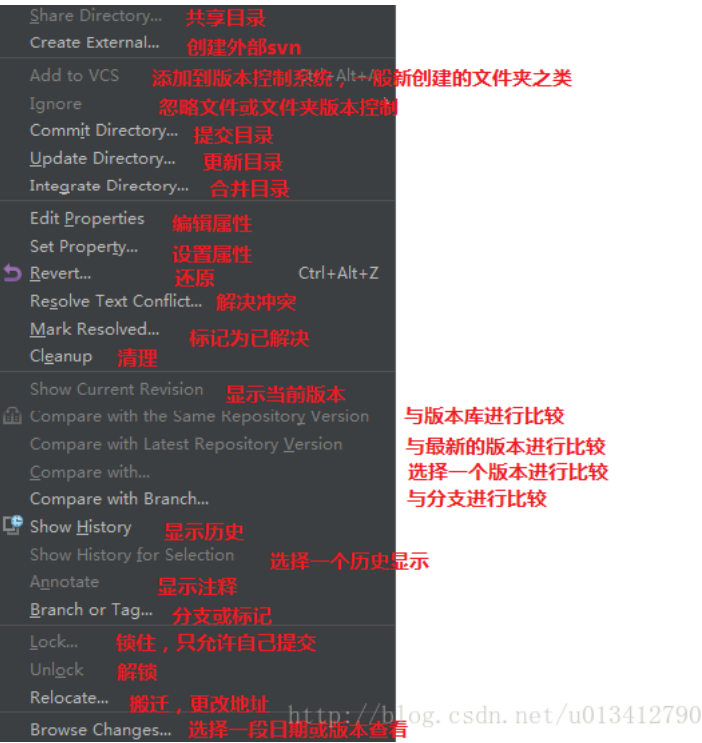 Share Directory... 共享目录
Create External... 创建外部svn
Add to VCS 添加到版本控制系统，一般新创建的文件夹之类 Ctrl+Alt+A
Ignore 忽略文件或文件夹版本控制
Commit Directory... 提交目录
Update Directory... 更新目录
Integrate Directory... 合并目录
Edit Properties 编辑属性
Set Property... 设置属性
Revert... 还原 Ctrl+Alt+Z
Resolve Text Conflict... 解决冲突
Mark Resolved... 标记为已解决
Cleanup 清理
Show Current Revision 显示当前版本
Compare with the Same Repository Version 与版本库进行比较
Compare with Latest Repository Version 与最新的版本进行比较
Compare with... 选择一个版本进行比较
Compare with Branch... 与分支进行比较
Show History 显示历史
Show History for Selection 选择一个历史显示
Annotate 显示注释
Branch or Tag... 分支或标记
Lock... 锁住，只允许自己提交
Unlock 解锁
Relocate... 搬迁，更改地址
http://blog.csdn.net/u013412790
Browse Changes... 选择一段日期或版本查看